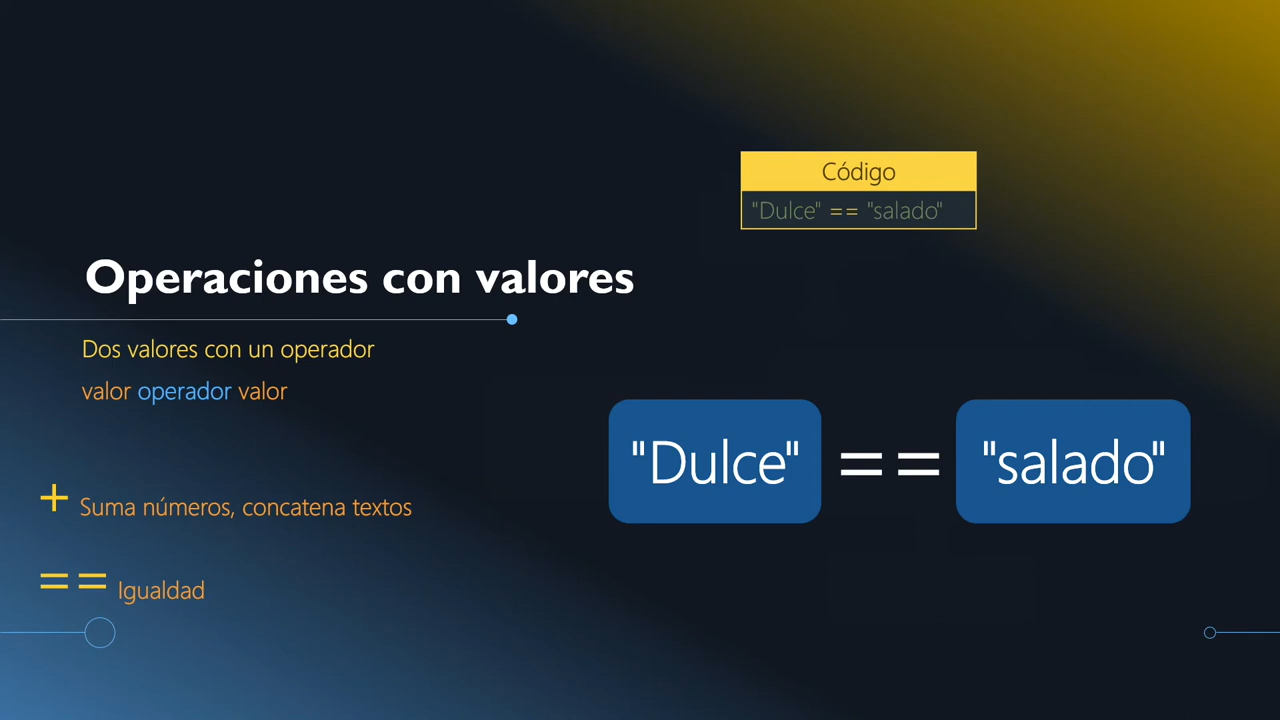 Código
"Dulce" == "salado"
Operaciones con valores
Dos valores con un operador
valor operador valor
"Dulce" == "salado"
+ Suma números, concatena textos
== Igualdad